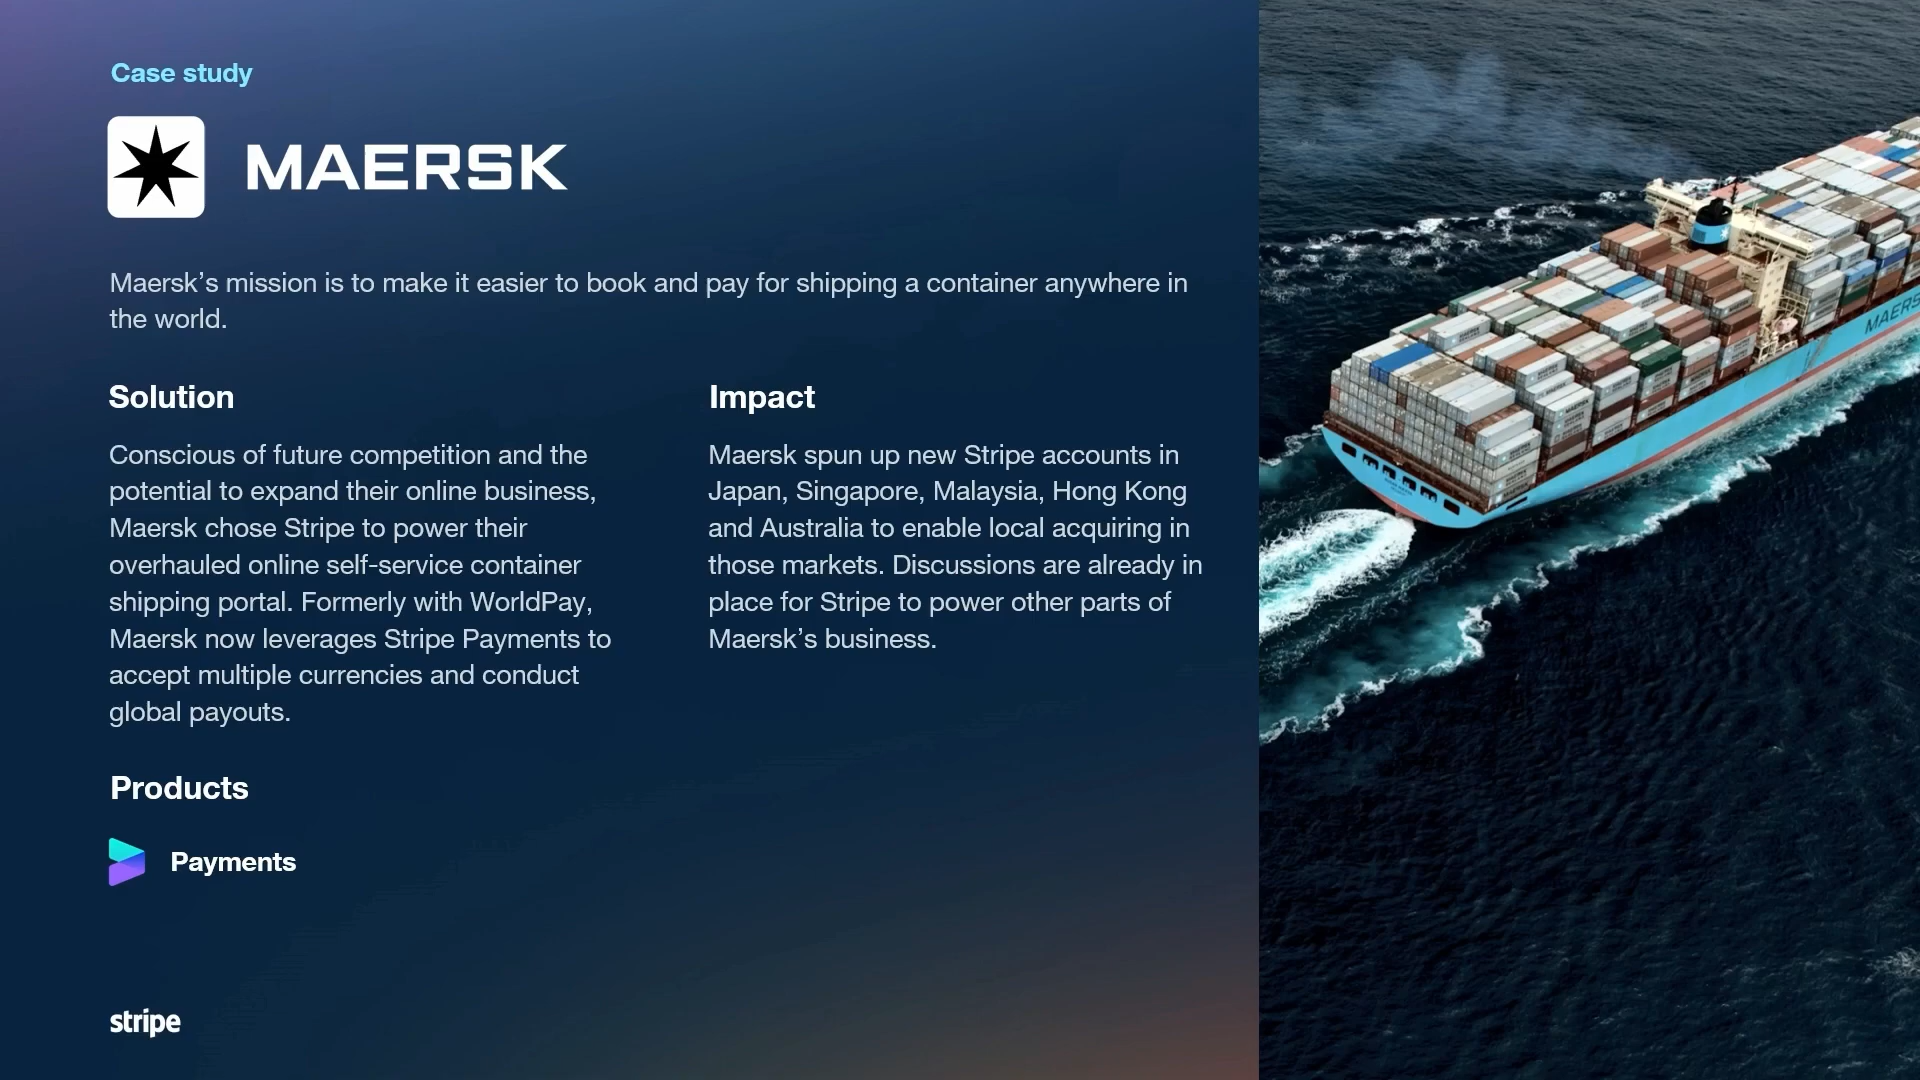 Case study
MAERSK
Maersk’s mission is to make it easier to book and pay for shipping a container anywhere in
the world.
Solution
Conscious of future competition and the
potential to expand their online business,
Maersk chose Stripe to power their
overhauled online self-service container
shipping portal. Formerly with WorldPay,
Maersk now leverages Stripe Payments to
accept multiple currencies and conduct
global payouts.
Impact
Maersk spun up new Stripe accounts in
Japan, Singapore, Malaysia, Hong Kong
and Australia to enable local acquiring in
those markets. Discussions are already in
place for Stripe to power other parts of
Maersk’s business.
Products
Payments
stripe
MAERS